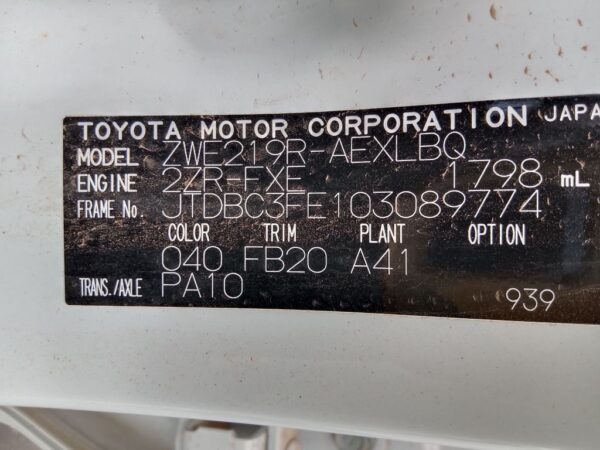 TOYOTA MOTOR CORPORATION JAPA
MODEL ZWE219R-AEXLBQ
ENGINE 2ZR-FXE 1798 mL
FRAME No. JTDBC3FE103089774
COLOR TRIM PLANT OPTION
040 FB20 A41
TRANS./AXLE PA10
939